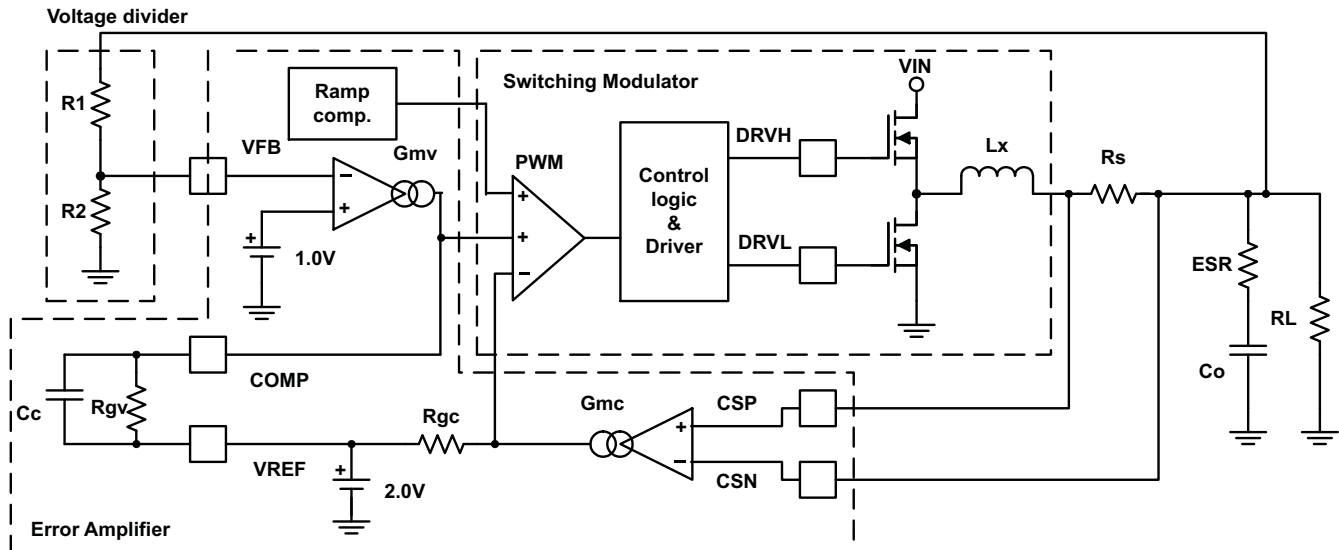 Voltage divider
Switching Modulator
VIN
R1
Ramp
comp.
VFB
Gmv
PWM
DRVH
Lx
Rs
Control
logic
&
Driver
R2
−
+
+
+
−
+
1.0V
DRVL
ESR
RL
Co
COMP
Cc
Rgv
Rgc
Gmc
CSP
+
−
VREF
+
2.0V
CSN
Error Amplifier